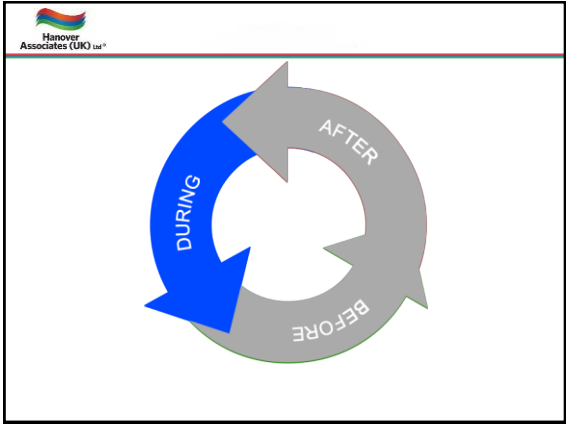 Hanover
Associates (UK) Ltd®
AFTER
DURING
BEFORE